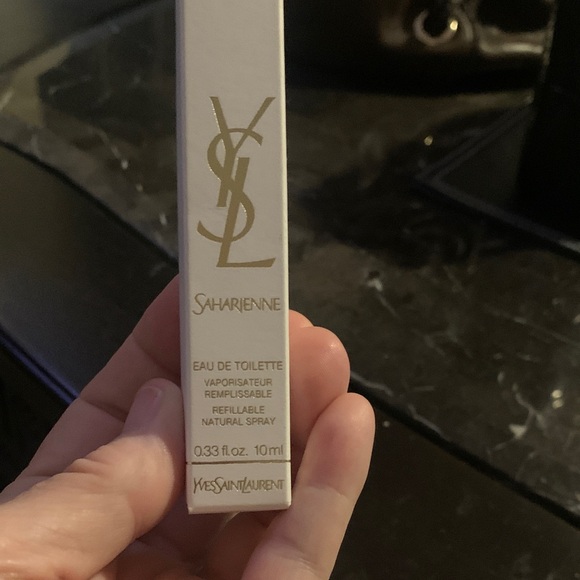 YSL
SAHARIENNE
EAU DE TOILETTE
VAPORISATEUR
REMPLISSABLE
REFILLABLE
NATURAL SPRAY
0.33 fl.oz. 10ml
YVESSAINTLAURENT